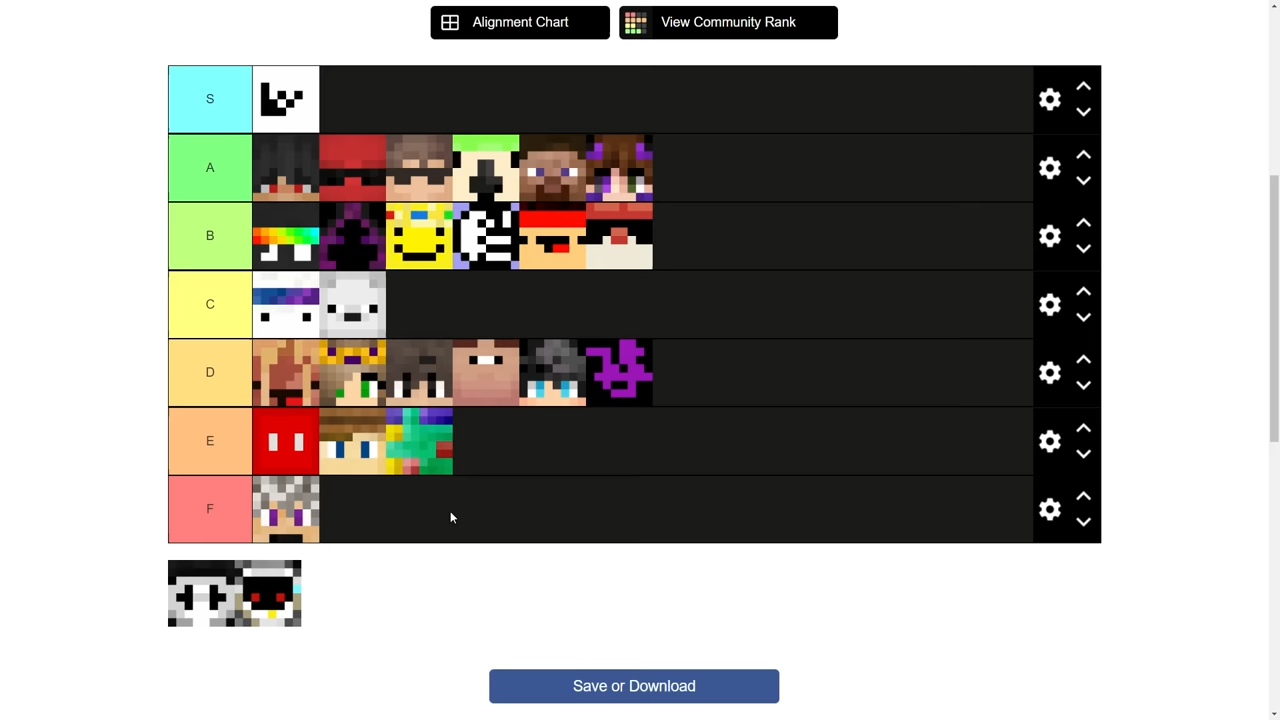 Alignment Chart
View Community Rank
S
A
B
C
D
E
F
Save or Download